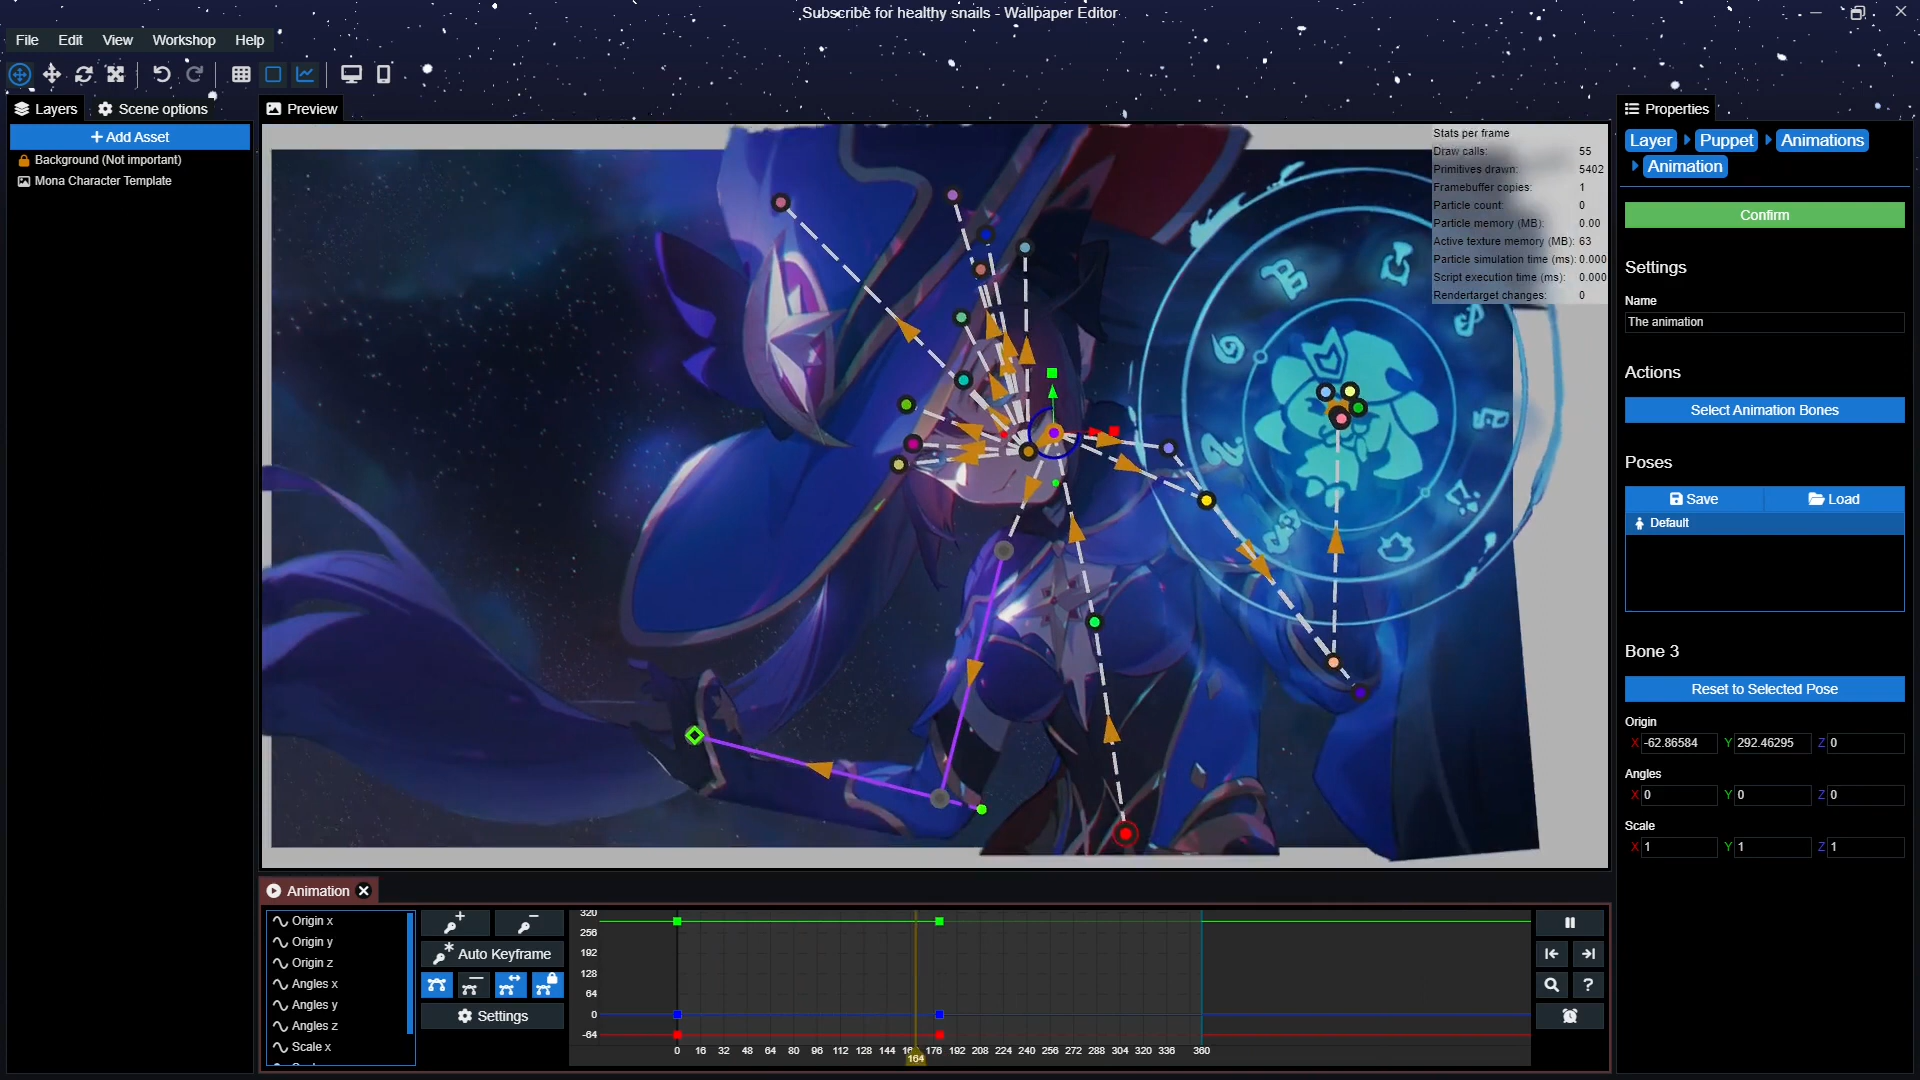 Subscribe for healthy snails - Wallpaper Editor
File Edit View Workshop Help
Layers Scene options
Add Asset
Background (Not important)
Mona Character Template
Preview
Stats per frame
Draw calls: 55
Primitives drawn: 5402
Framebuffer copies: 1
Particle count: 0
Particle memory (MB): 0.00
Active texture memory (MB): 63
Particle simulation time (ms): 0.000
Script execution time (ms): 0.000
Rendertarget changes: 0
Properties
Layer Puppet Animations
Animation
Confirm
Settings
Name
The animation
Actions
Select Animation Bones
Poses
Save Load
Default
Bone 3
Reset to Selected Pose
Origin
X -62.86584 Y 292.46295 Z 0
Angles
X 0 Y 0 Z 0
Scale
X 1 Y 1 Z 1
Animation
Origin x
Origin y
Origin z
Angles x
Angles y
Angles z
Scale x
Auto Keyframe
Settings
320
256
192
128
64
0
-64
0 16 32 48 64 80 96 112 128 144 176 192 208 224 240 256 272 288 304 320 336 360
164
?